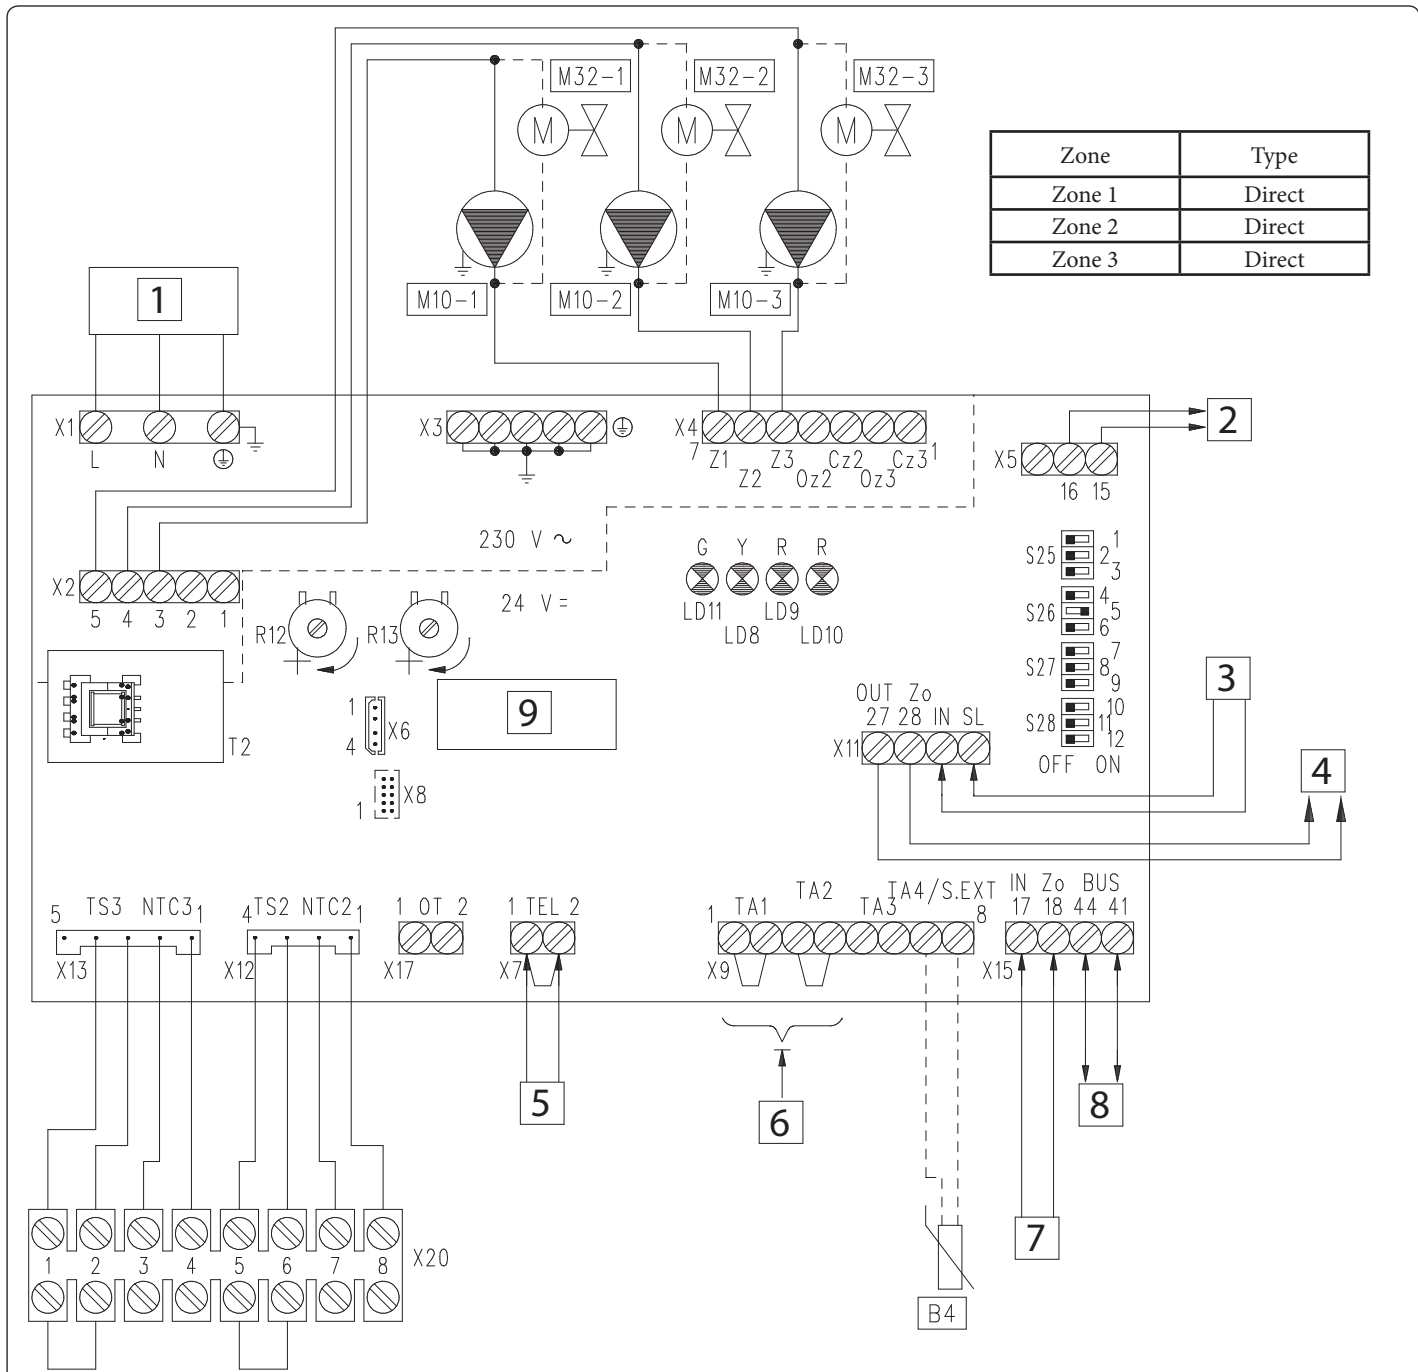 M32-1 M32-2 M32-3
M M M
Zone Type
Zone 1 Direct
Zone 2 Direct
Zone 3 Direct
M10-1 M10-2 M10-3
1
X1
L N
X3
X4
7 Z1 Z2 Z3 Oz2 Cz2 Oz3 Cz3 1
2
X5
16 15
230 V ~
24 V =
X2
5 4 3 2 1
R12 R13
G Y R R
LD11 LD8 LD9 LD10
S25 1 2 3
S26 4 5 6
S27 7 8 9
S28 10 11 12
OFF ON
T2
1
4
X6
1
X8
9
OUT Zo
27 28 IN SL
X11
3
4
5 TS3 NTC3 1
X13
4 TS2 NTC2 1
X12
1 OT 2
X17
1 TEL 2
X7
1 TA1 TA2 TA3 TA4/S.EXT 8
X9
IN Zo BUS
17 18 44 41
X15
5
6
7
8
1 2 3 4 5 6 7 8
X20
B4